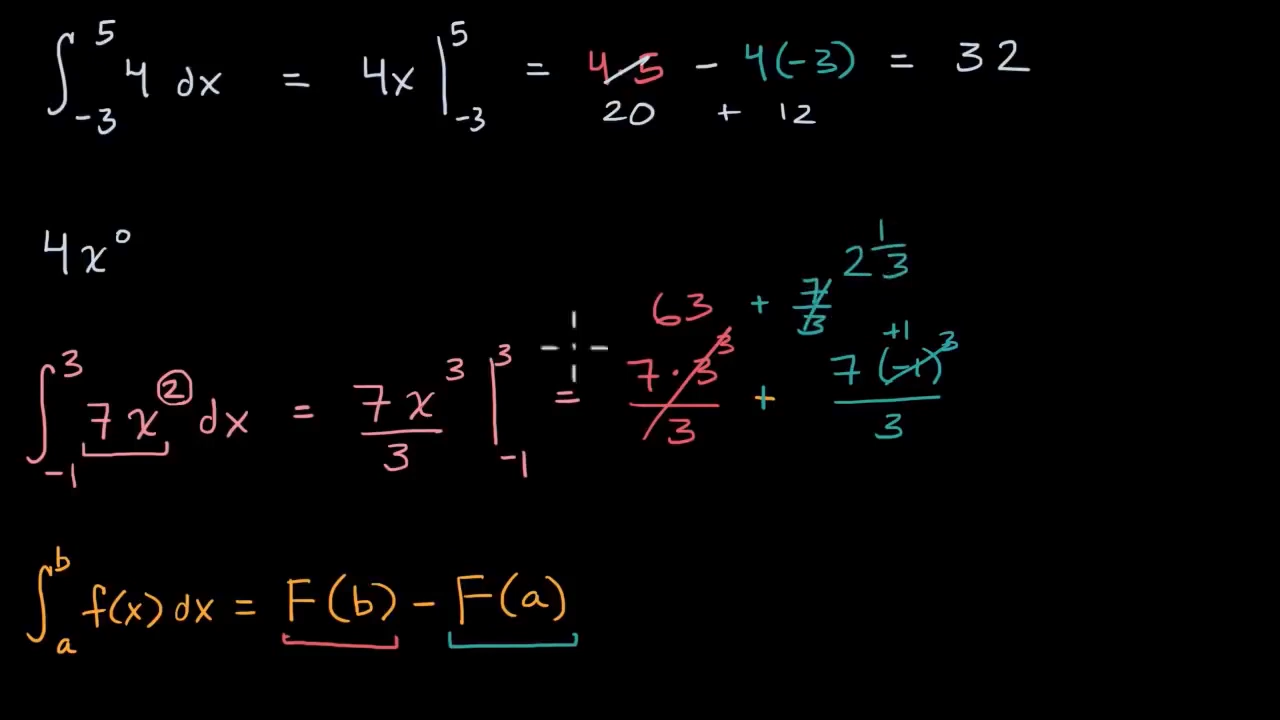 ∫₋₃⁵ 4 dx = 4x |₋₃⁵ = 4·5 - 4(-3) = 32
20 + 12
4x⁰
2 1/3
63 + 7/3
+1
∫₋₁³ 7x² dx = 7x³/3 |₋₁³ = 7·3³/3 + 7(-1)³/3
∫ₐᵇ f(x) dx = F(b) - F(a)